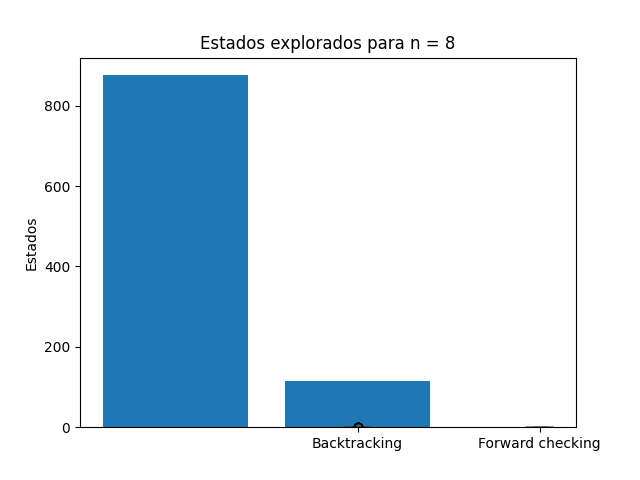 Estados explorados para n = 8
Estados
800
600
400
200
0
Backtracking
Forward checking